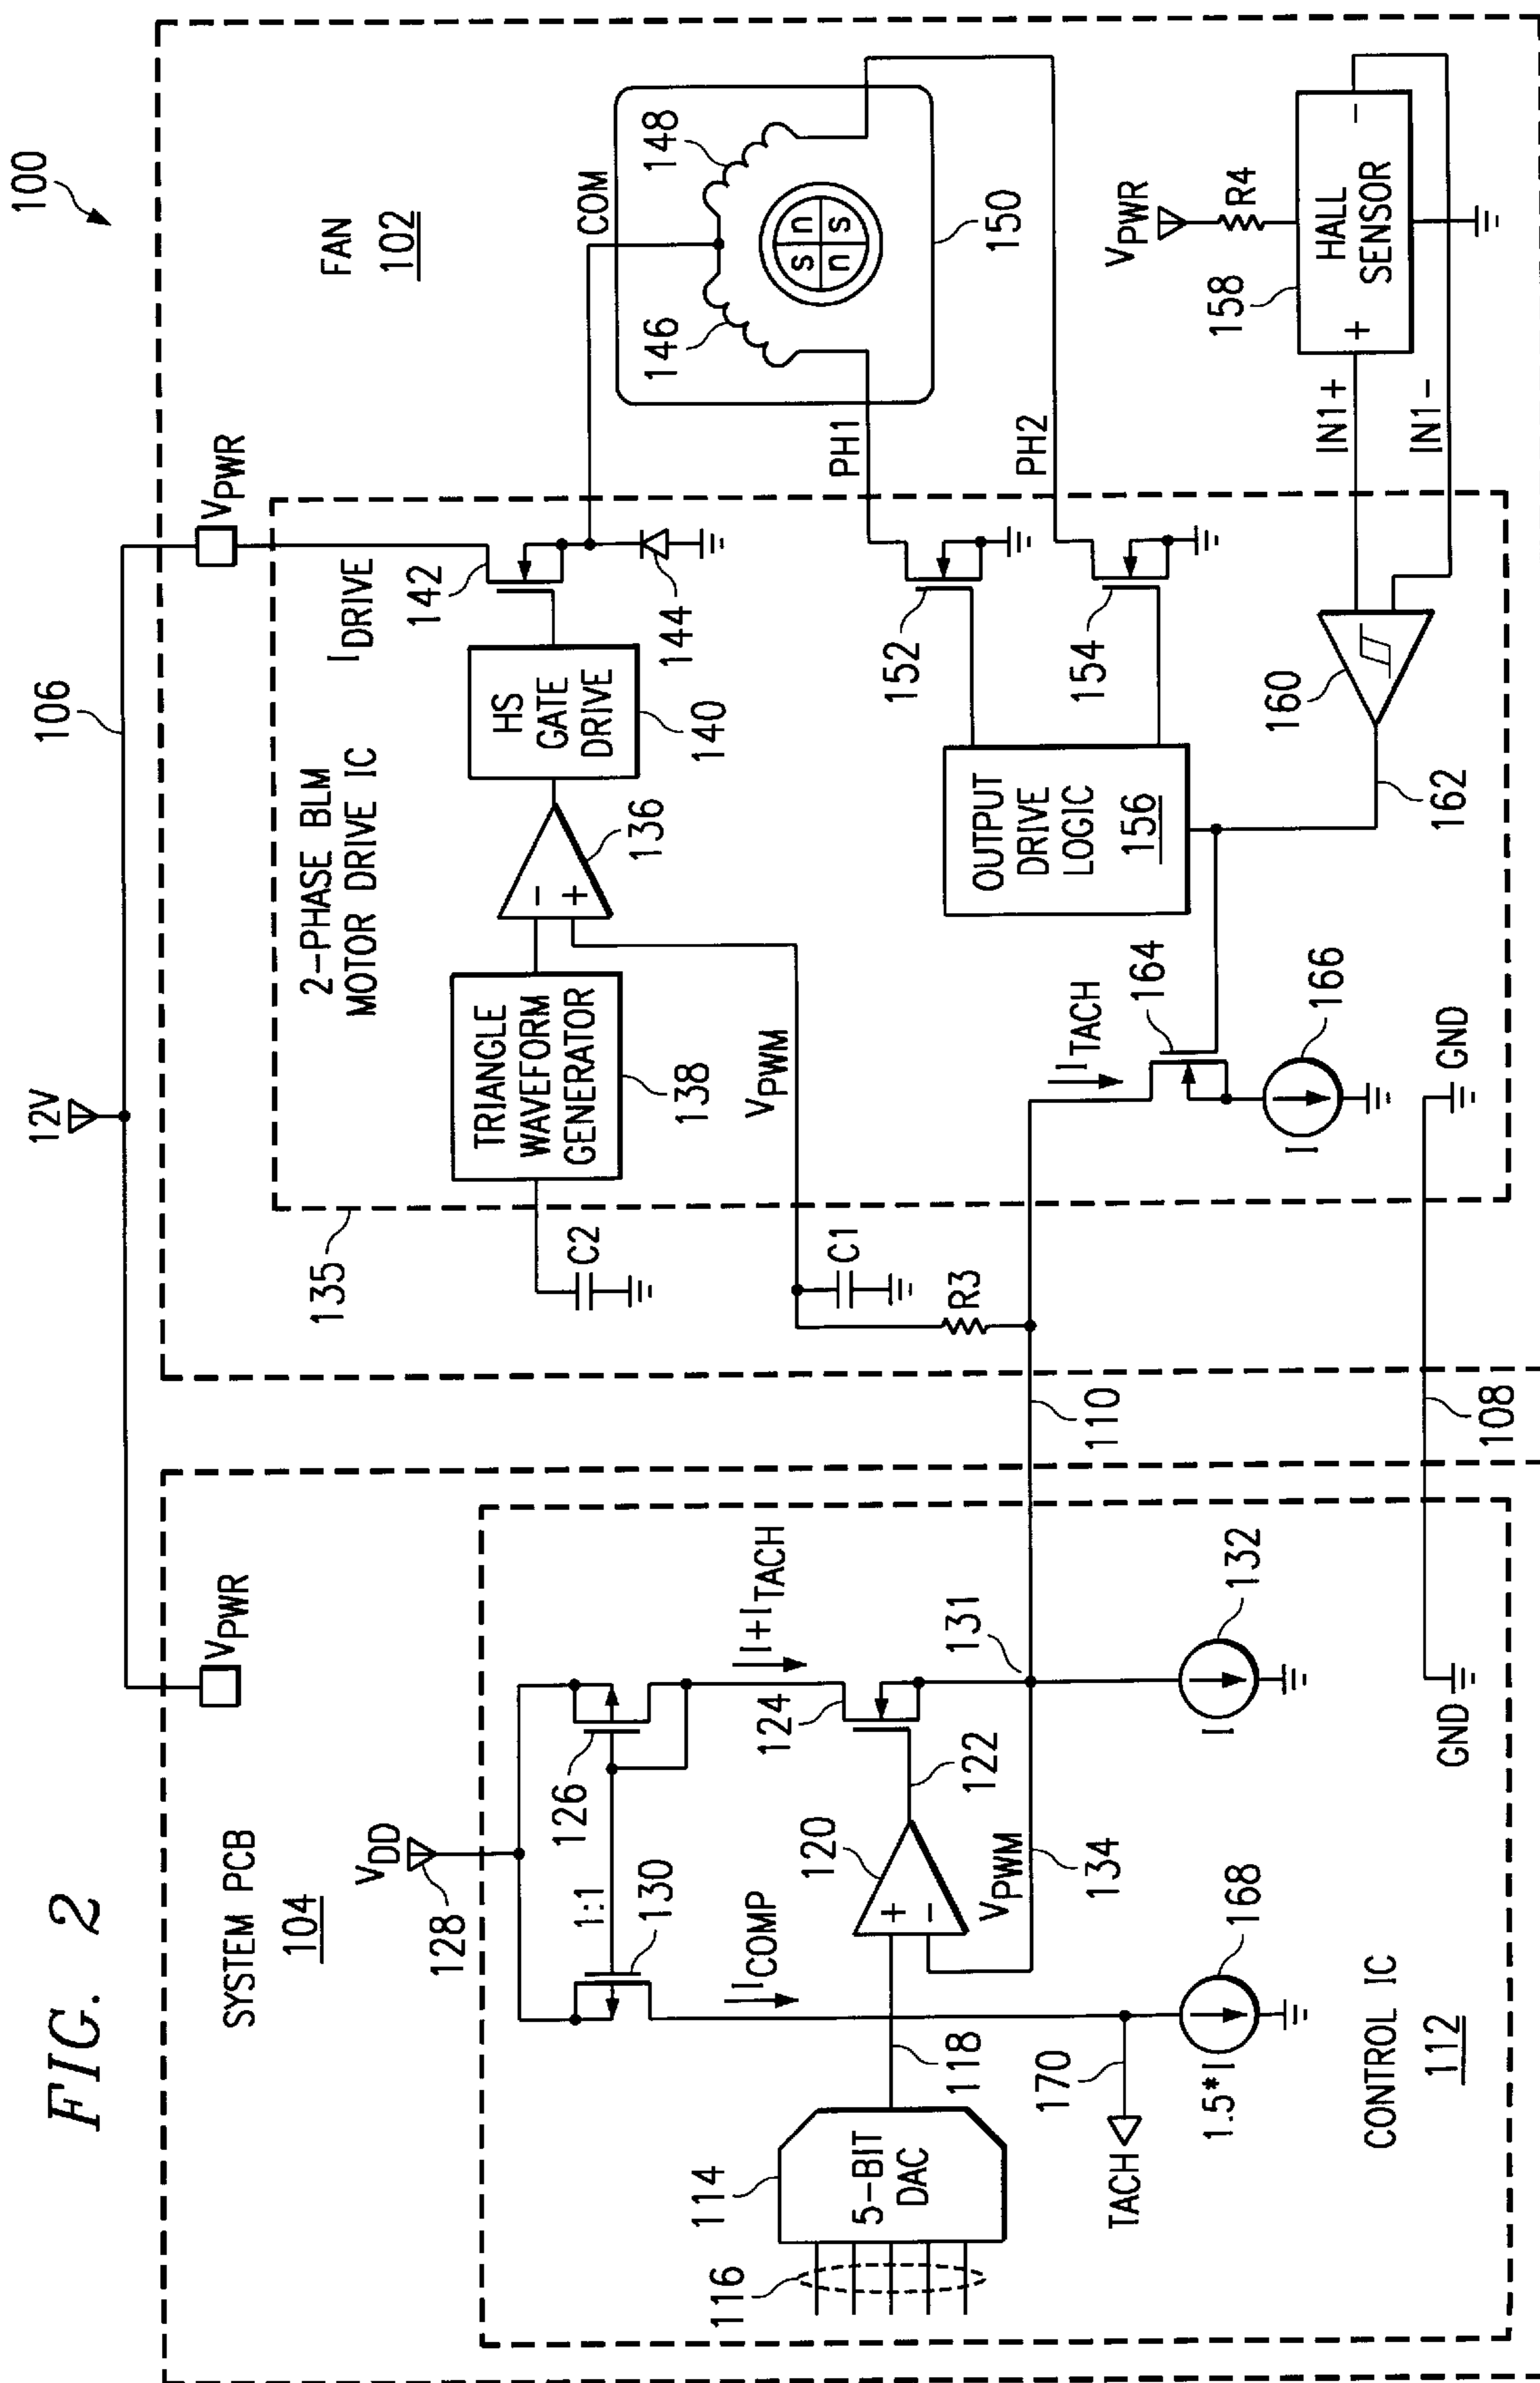 FIG. 2
100
12V
106
SYSTEM PCB
104
VPWR
VDD
128
126
1:1
130
I+ITACH
ICOMP
124
120
+
−
122
VPWM
134
131
118
114
5-BIT
DAC
116
170
TACH
1.5*I
168
I
132
CONTROL IC
112
GND
108
110
FAN
102
VPWR
135
2-PHASE BLM
MOTOR DRIVE IC
IDRIVE
142
HS
GATE
DRIVE
140
144
136
−
+
TRIANGLE
WAVEFORM
GENERATOR
138
C2
VPWM
C1
R3
COM
146
148
s
n
n
s
150
PH1
PH2
152
154
OUTPUT
DRIVE
LOGIC
156
ITACH
164
I
166
GND
160
162
VPWR
R4
158
+
HALL
SENSOR
−
IN1+
IN1−